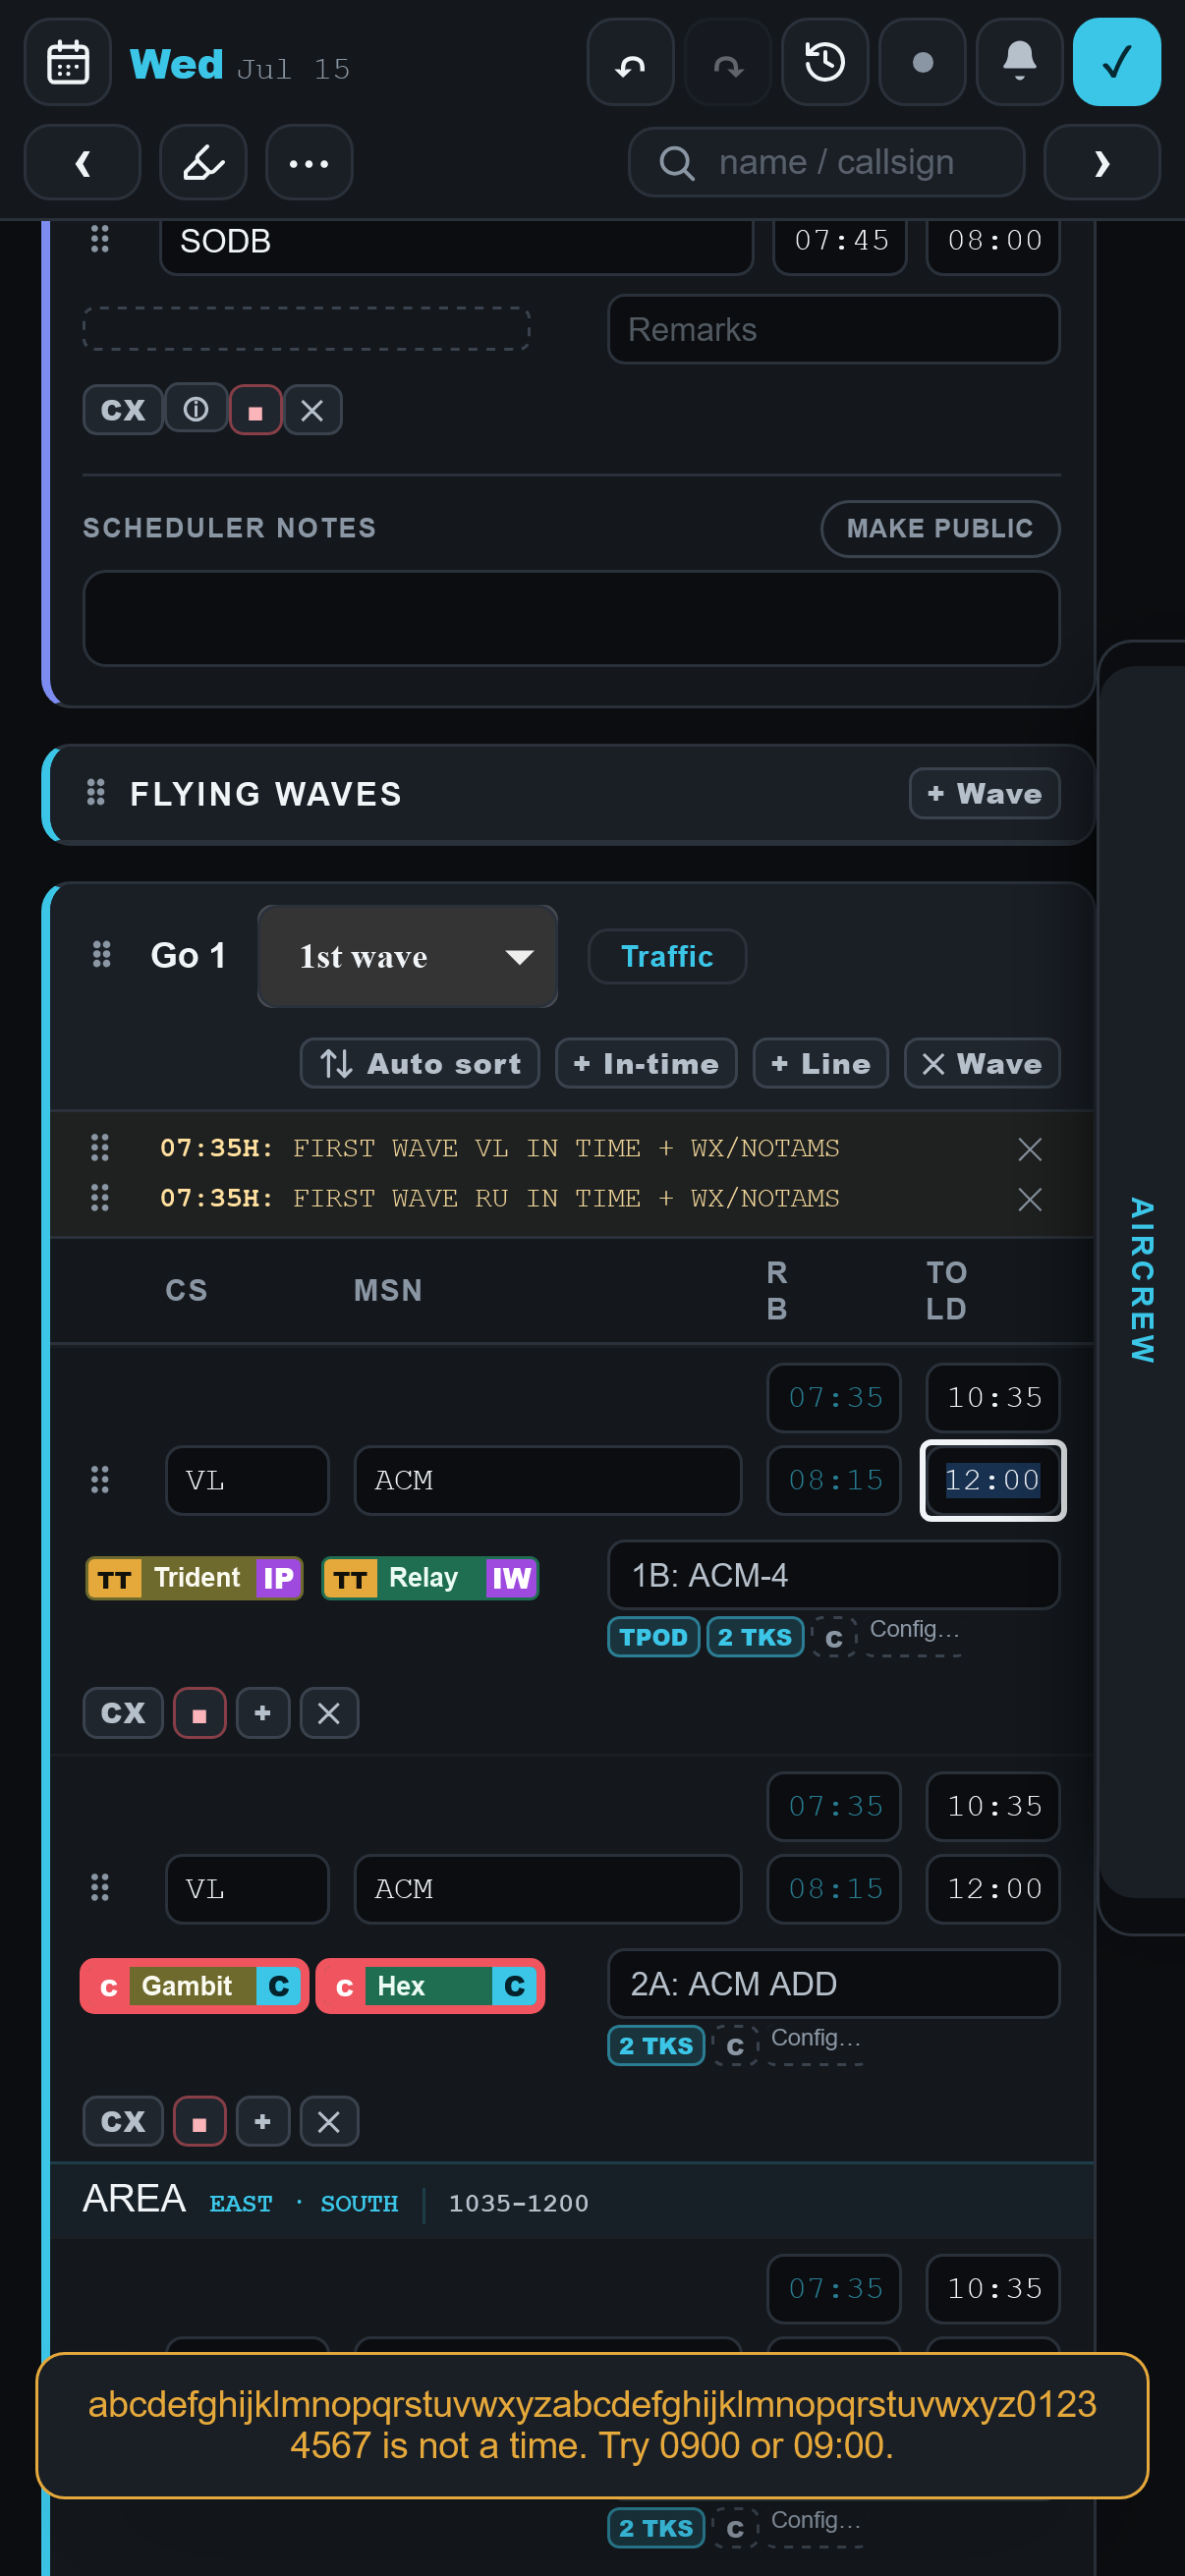 Wed Jul 15
name / callsign
SODB 07:45 08:00
Remarks
CX
SCHEDULER NOTES MAKE PUBLIC
FLYING WAVES + Wave
Go 1 1st wave Traffic
Auto sort + In-time + Line × Wave
07:35H: FIRST WAVE VL IN TIME + WX/NOTAMS
07:35H: FIRST WAVE RU IN TIME + WX/NOTAMS
CS MSN R B TO LD
07:35 10:35
VL ACM 08:15 12:00
TT Trident IP TT Relay IW 1B: ACM-4
TPOD 2 TKS C Config…
CX + ×
07:35 10:35
VL ACM 08:15 12:00
C Gambit C C Hex C 2A: ACM ADD
2 TKS C Config…
CX + ×
AREA EAST · SOUTH 1035–1200
07:35 10:35
abcdefghijklmnopqrstuvwxyzabcdefghijklmnopqrstuvwxyz0123
4567 is not a time. Try 0900 or 09:00.
2 TKS C Config…
AIRCREW